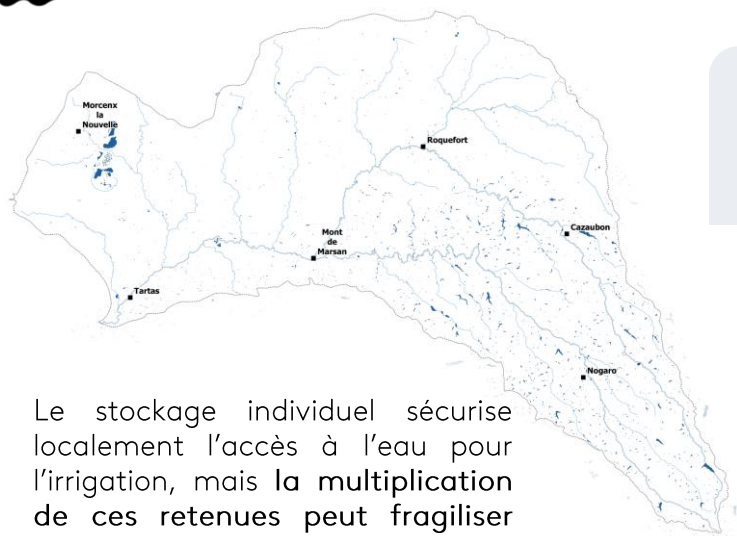 Morcenx
la
Nouvelle
Roquefort
Cazaubon
Mont
de
Marsan
Tartas
Nogaro
Le stockage individuel sécurise
localement l'accès à l'eau pour
l'irrigation, mais la multiplication
de ces retenues peut fragiliser